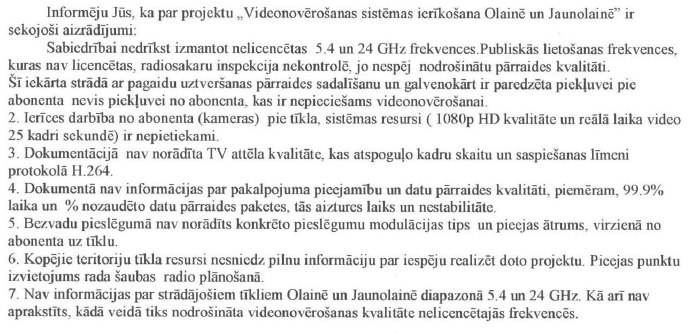 Informēju Jūs, ka par projektu „Videonovērošanas sistēmas ierīkošana Olainē un Jaunolainē” ir
sekojoši aizrādījumi:
Sabiedrībai nedrīkst izmantot nelicencētas 5.4 un 24 GHz frekvences.Publiskās lietošanas frekvences,
kuras nav licencētas, radiosakaru inspekcija nekontrolē, jo nespēj nodrošinātu pārraides kvalitāti.
Šī iekārta strādā ar pagaidu uztveršanas pārraides sadalīšanu un galvenokārt ir paredzēta piekļuvei pie
abonenta nevis piekļuvei no abonenta, kas ir nepieciešams videonovērošanai.
2. Ierīces darbība no abonenta (kameras) pie tīkla, sistēmas resursi ( 1080p HD kvalitāte un reālā laika video
25 kadri sekundē) ir nepietiekami.
3. Dokumentācijā nav norādīta TV attēla kvalitāte, kas atspoguļo kadru skaitu un saspiešanas līmeni
protokolā H.264.
4. Dokumentā nav informācijas par pakalpojuma pieejamību un datu pārraides kvalitāti, piemēram, 99.9%
laika un % nozaudēto datu pārraides paketes, tās aiztures laiks un nestabilitāte.
5. Bezvadu pieslēgumā nav norādīts konkrēto pieslēgumu modulācijas tips un pieejas ātrums, virzienā no
abonenta uz tīklu.
6. Kopējie teritoriju tīkla resursi nesniedz pilnu informāciju par iespēju realizēt doto projektu. Pieejas punktu
izvietojums rada šaubas radio plānošanā.
7. Nav informācijas par strādājošiem tīkliem Olainē un Jaunolainē diapazonā 5.4 un 24 GHz. Kā arī nav
aprakstīts, kādā veidā tiks nodrošināta videonovērošanas kvalitāte nelicencētajās frekvencēs.